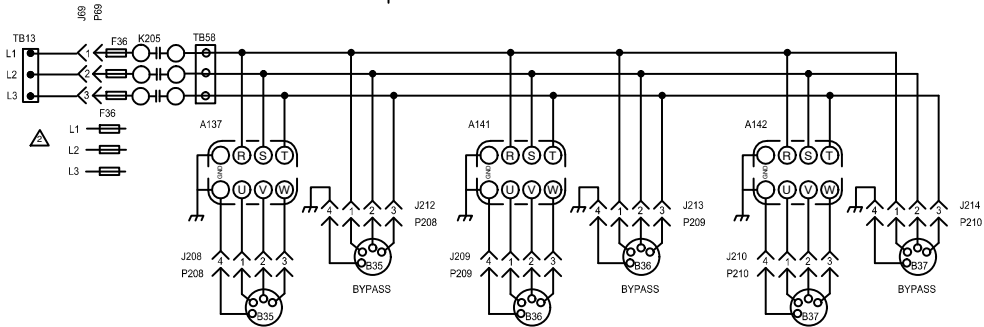 J69 P69
TB13 F36 K205 TB58
L1 1
L2 2
L3 3
F36
L1
L2
L3
2
A137 A141 A142
R S T R S T R S T
GND GND GND
U V W U V W U V W
4 1 2 3 J212 4 1 2 3 J213 4 1 2 3 J214
P208 P209 P210
J208 4 1 2 3 B35 J209 4 1 2 3 B36 J210 4 1 2 3 B37
P208 P209 P210
BYPASS BYPASS BYPASS
B35 B36 B37